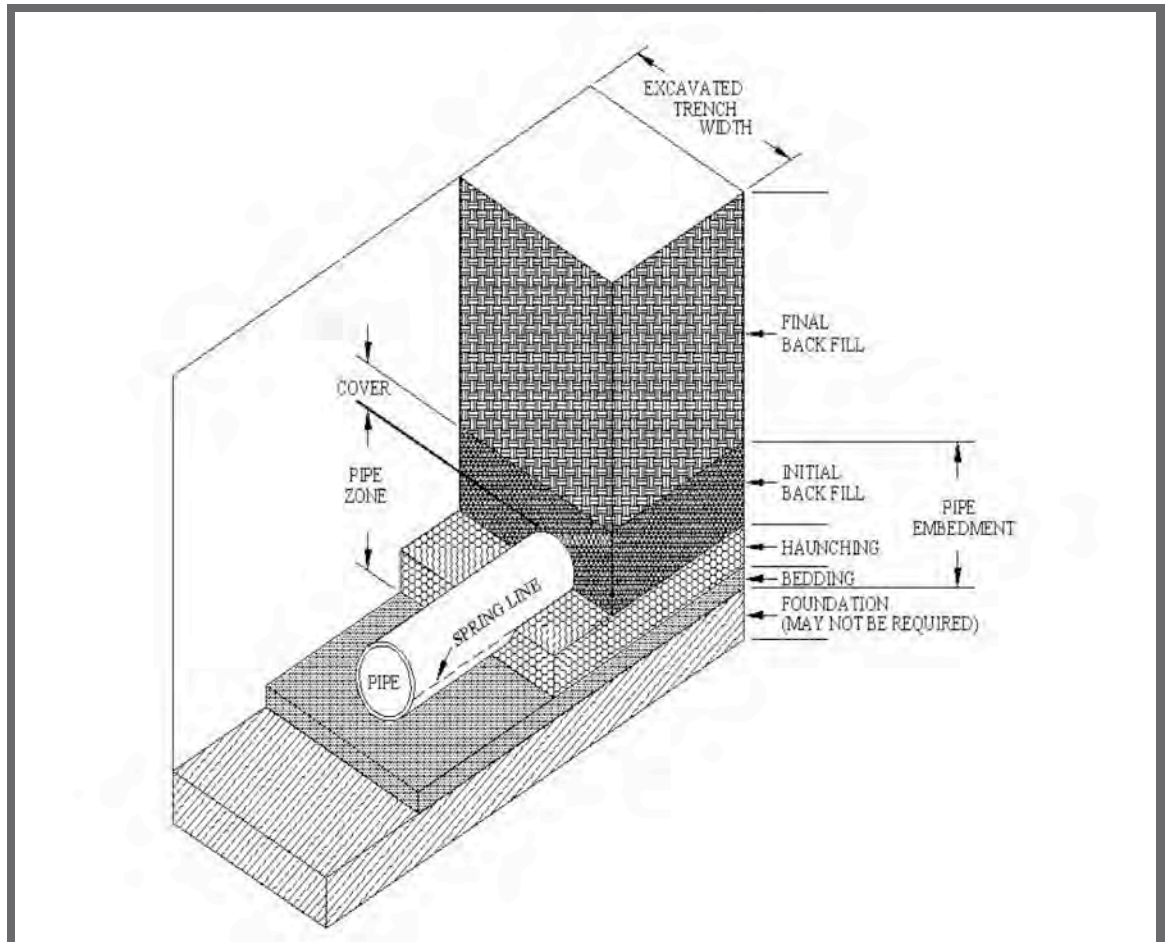 EXCAVATED
TRENCH
WIDTH
FINAL
BACK FILL
COVER
PIPE
ZONE
INITIAL
BACK FILL
PIPE
EMBEDMENT
HAUNCHING
BEDDING
FOUNDATION
(MAY NOT BE REQUIRED)
SPRING LINE
PIPE